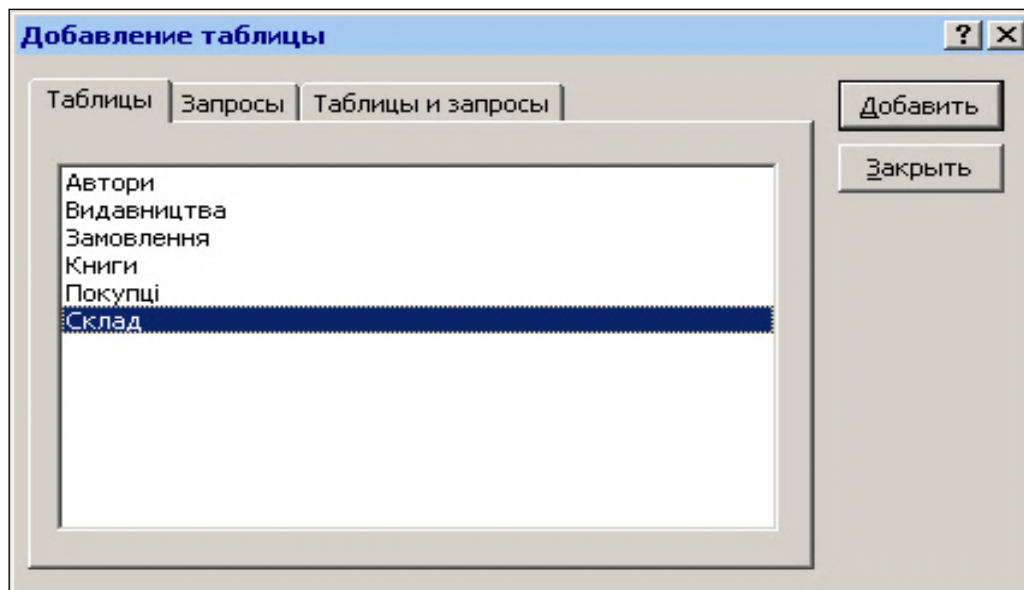 Добавление таблицы
Таблицы Запросы Таблицы и запросы
Добавить
Закрыть
Автори
Видавництва
Замовлення
Книги
Покупці
Склад